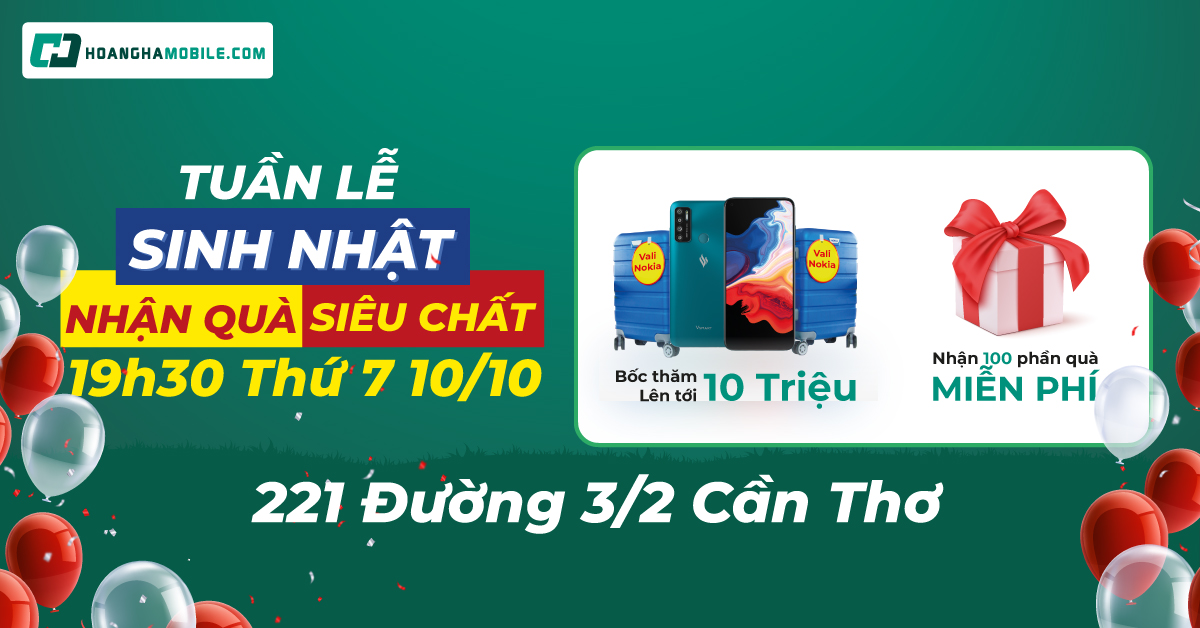 HOANGHAMOBILE.COM
TUẦN LỄ
SINH NHẬT
NHẬN QUÀ SIÊU CHẤT
19h30 Thứ 7 10/10
Vali
Nokia
Vali
Nokia
Vsmart
Bốc thăm
Lên tới 10 Triệu
Nhận 100 phần quà
MIỄN PHÍ
221 Đường 3/2 Cần Thơ